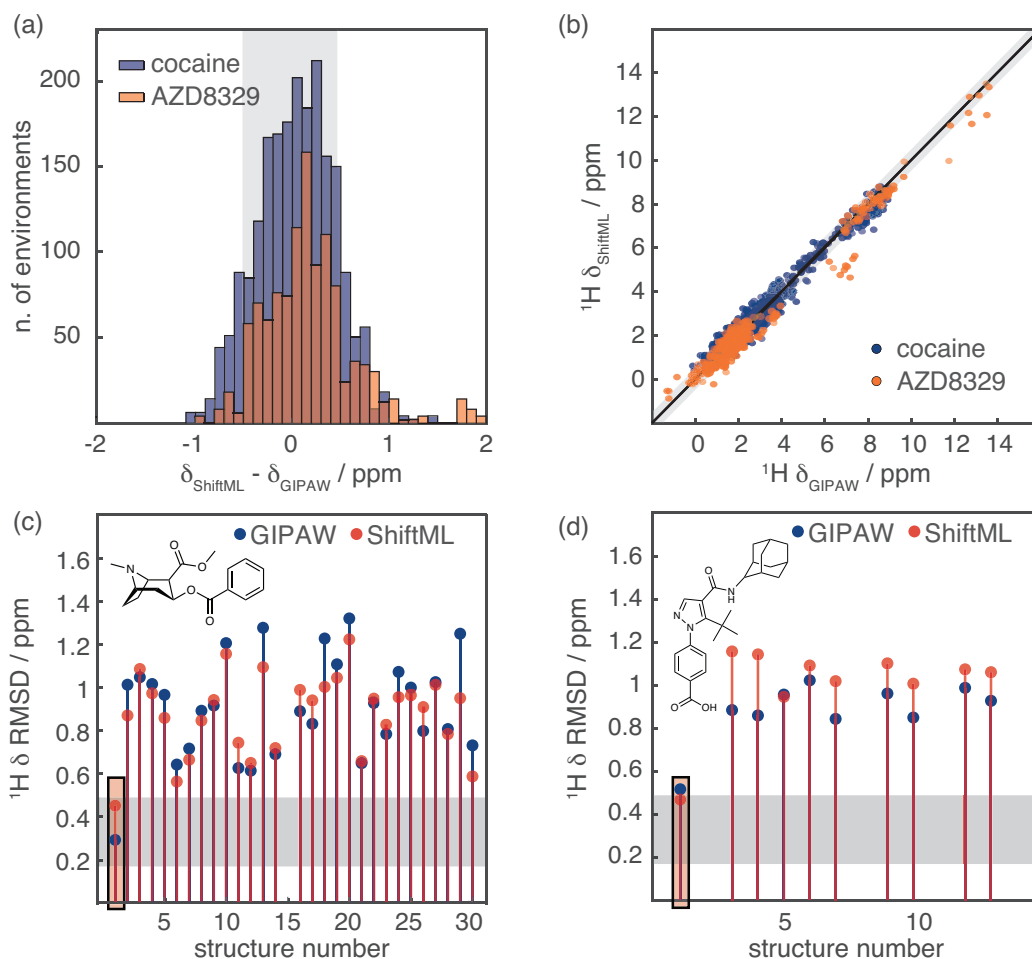 (a)
cocaine
AZD8329
200
150
100
50
n. of environments
-2
-1
0
1
2
δShiftML - δGIPAW / ppm
(b)
14
12
10
8
6
4
2
0
¹H δShiftML / ppm
cocaine
AZD8329
0
2
4
6
8
10
12
14
¹H δGIPAW / ppm
(c)
GIPAW
ShiftML
1.6
1.4
1.2
1
0.8
0.6
0.4
0.2
¹H δ RMSD / ppm
N
O
O
O
O
5
10
15
20
25
30
structure number
(d)
GIPAW
ShiftML
1.6
1.4
1.2
1
0.8
0.6
0.4
0.2
¹H δ RMSD / ppm
O
N
H
N
N
O
OH
5
10
structure number